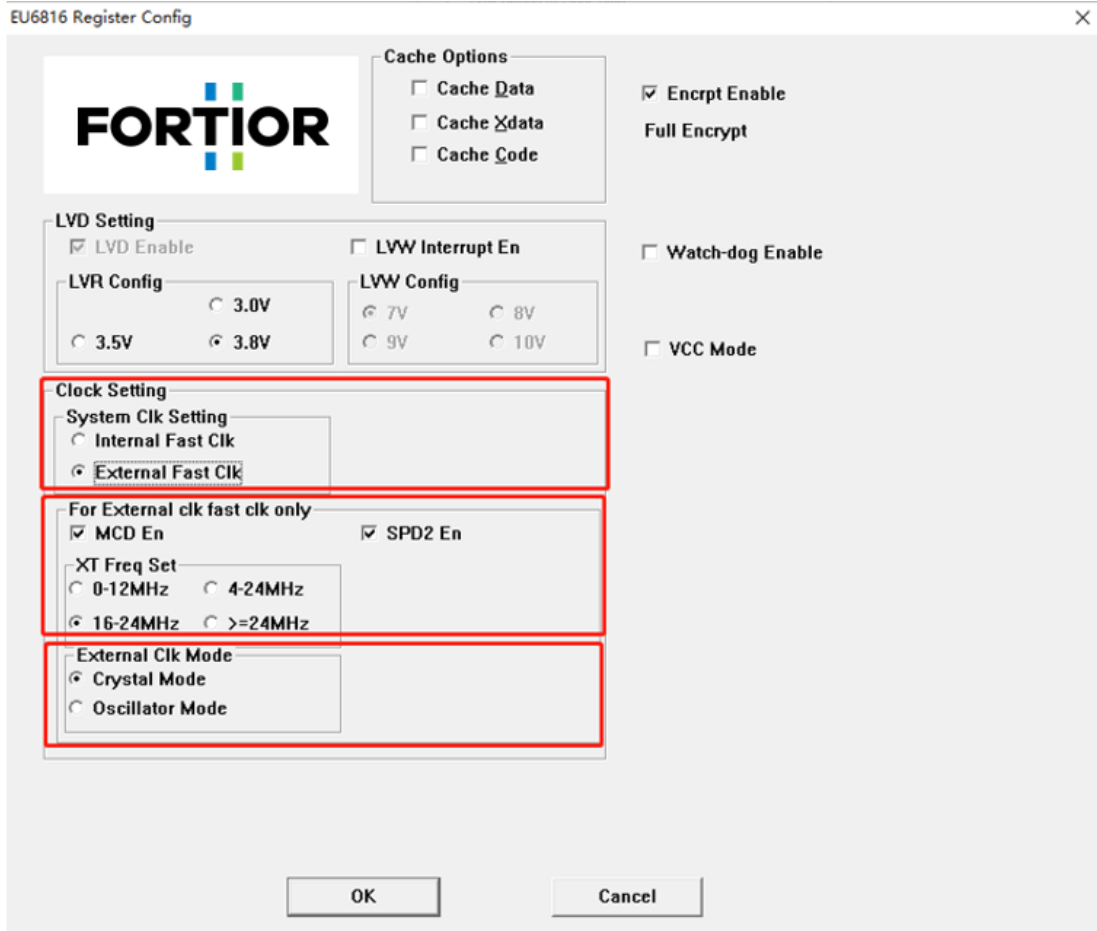 EU6816 Register Config
FORTIOR
Cache Options
Cache Data
Cache Xdata
Cache Code
Encrpt Enable
Full Encrypt
LVD Setting
LVD Enable
LVW Interrupt En
LVR Config
3.0V
3.5V
3.8V
LVW Config
7V
8V
9V
10V
Watch-dog Enable
VCC Mode
Clock Setting
System Clk Setting
Internal Fast Clk
External Fast Clk
For External clk fast clk only
MCD En
SPD2 En
XT Freq Set
0-12MHz
4-24MHz
16-24MHz
>=24MHz
External Clk Mode
Crystal Mode
Oscillator Mode
OK
Cancel